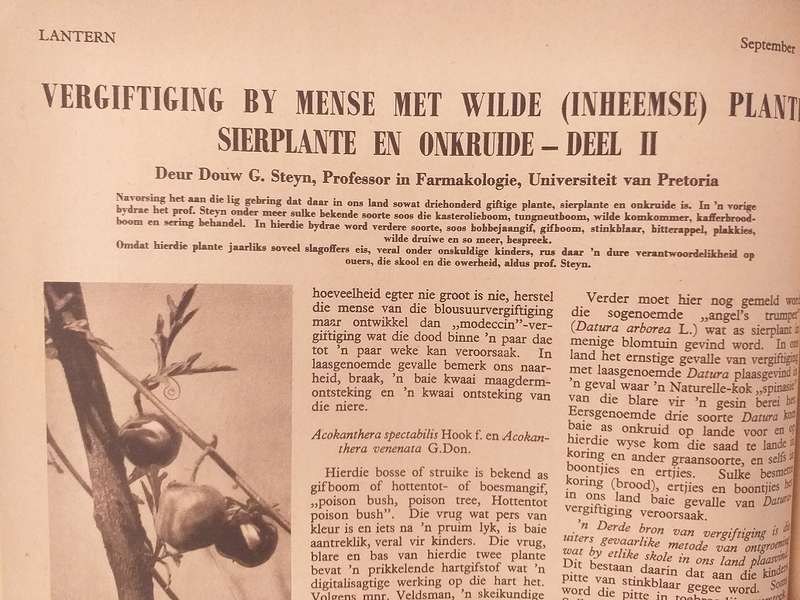 LANTERN
September
VERGIFTIGING BY MENSE MET WILDE (INHEEMSE)
SIERPLANTE EN ONKRUIDE – DEEL II
Deur Douw G. Steyn, Professor in Farmakologie, Universiteit van Pretoria
Navorsing het aan die lig gebring dat daar in ons land sowat driehonderd giftige plante, sierplante en onkruide is. In 'n vorige
bydrae het prof. Steyn onder meer sulke bekende soorte soos die kasterolieboom, tungneutboom, wilde komkommer, kafferbrood-
boom en sering behandel. In hierdie bydrae word verdere soorte, soos bobbejaangif, gifboom, stinkblaar, bitterappel, plakkies,
wilde druiwe en so meer, bespreek.
Omdat hierdie plante jaarliks soveel slagoffers eis, veral onder onskuldige kinders, rus daar 'n dure verantwoordelikheid op
ouers, die skool en die owerheid, aldus prof. Steyn.
hoeveelheid egter nie groot is nie, herstel
die mense van die blousuurvergiftiging
maar ontwikkel dan „modeccin"-ver-
giftiging wat die dood binne 'n paar dae
tot 'n paar weke kan veroorsaak. In
laasgenoemde gevalle bemerk ons naar-
heid, braak, 'n baie kwaai maagderm-
ontsteking en 'n kwaai ontsteking van
die niere.
Acokanthera spectabilis Hook f. en Acokan-
thera venenata G.Don.
Hierdie bosse of struike is bekend as
gifboom of hottentot- of boesmangif,
„poison bush, poison tree, Hottentot
poison bush". Die vrug wat pers van
kleur is en iets na 'n pruim lyk, is baie
aantreklik, veral vir kinders. Die vrug,
blare en bas van hierdie twee plante
bevat 'n prikkelende hartgifstof wat 'n
digitalisagtige werking op die hart het.
Volgens mnr. Veldsman, 'n skeikundige
Verder moet hier nog gemeld word
die sogenoemde „angel's trumpet
(Datura arborea L.) wat as sierplant in
menige blomtuin gevind word. In ons
land het ernstige gevalle van vergiftiging
met laasgenoemde Datura plaasgevind in
'n geval waar 'n Naturelle-kok „spinasie"
van die blare vir 'n gesin berei het.
Eersgenoemde drie soorte Datura kom
baie as onkruid op lande voor en op
hierdie wyse kom die saad te lande in
koring en ander graansoorte, en selfs in
boontjies en ertjies. Sulke besmette
koring (brood), ertjies en boontjies het
in ons land baie gevalle van Datura-
vergiftiging veroorsaak.
'n Derde bron van vergiftiging is die
uiters gevaarlike metode van ontgroening
wat by etlike skole in ons land plaasvind.
Dit bestaan daarin dat aan die kinders
pitte van stinkblaar gegee word. Soms
word die pitte in